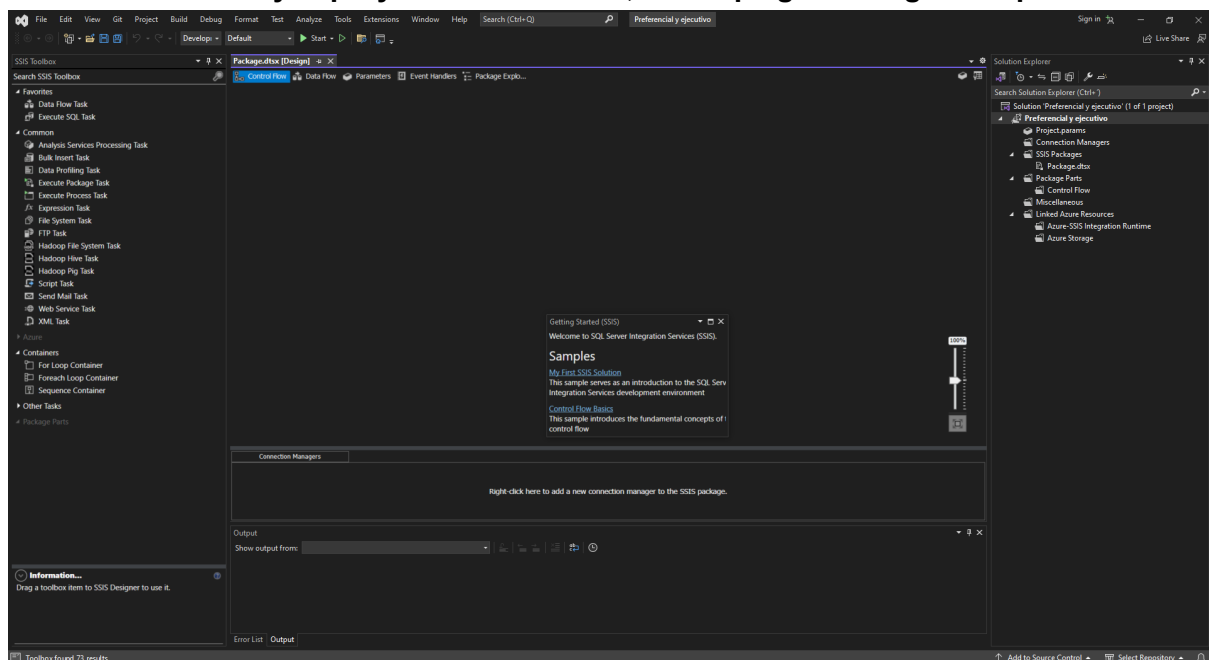 File Edit View Git Project Build Debug Format Test Analyze Tools Extensions Window Help Search (Ctrl+Q) Preferencial y ejecutivo Sign in
Develop Default Start Live Share
SSIS Toolbox
Search SSIS Toolbox
Favorites
Data Flow Task
Execute SQL Task
Common
Analysis Services Processing Task
Bulk Insert Task
Data Profiling Task
Execute Package Task
Execute Process Task
Expression Task
File System Task
FTP Task
Hadoop File System Task
Hadoop Hive Task
Hadoop Pig Task
Script Task
Send Mail Task
Web Service Task
XML Task
Azure
Containers
For Loop Container
Foreach Loop Container
Sequence Container
Other Tasks
Package Parts
Information...
Drag a toolbox item to SSIS Designer to use it.
Package.dtsx [Design]
Control Flow Data Flow Parameters Event Handlers Package Explo...
Getting Started (SSIS)
Welcome to SQL Server Integration Services (SSIS).
Samples
My First SSIS Solution
This sample serves as an introduction to the SQL Serv
Integration Services development environment
Control Flow Basics
This sample introduces the fundamental concepts of
control flow
100%
Connection Managers
Right-click here to add a new connection manager to the SSIS package.
Output
Show output from:
Error List Output
Solution Explorer
Search Solution Explorer (Ctrl+')
Solution 'Preferencial y ejecutivo' (1 of 1 project)
Preferencial y ejecutivo
Project.params
Connection Managers
SSIS Packages
Package.dtsx
Package Parts
Control Flow
Miscellaneous
Linked Azure Resources
Azure-SSIS Integration Runtime
Azure Storage
Toolbox found 73 results
Add to Source Control Select Repository